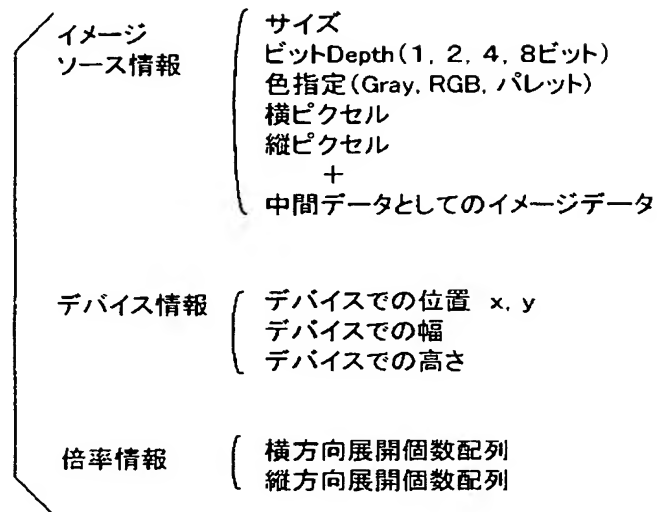 イメージ
ソース情報
サイズ
ビットDepth(1, 2, 4, 8ビット)
色指定(Gray, RGB, パレット)
横ピクセル
縦ピクセル
+
中間データとしてのイメージデータ
デバイス情報
デバイスでの位置 x, y
デバイスでの幅
デバイスでの高さ
倍率情報
横方向展開個数配列
縦方向展開個数配列